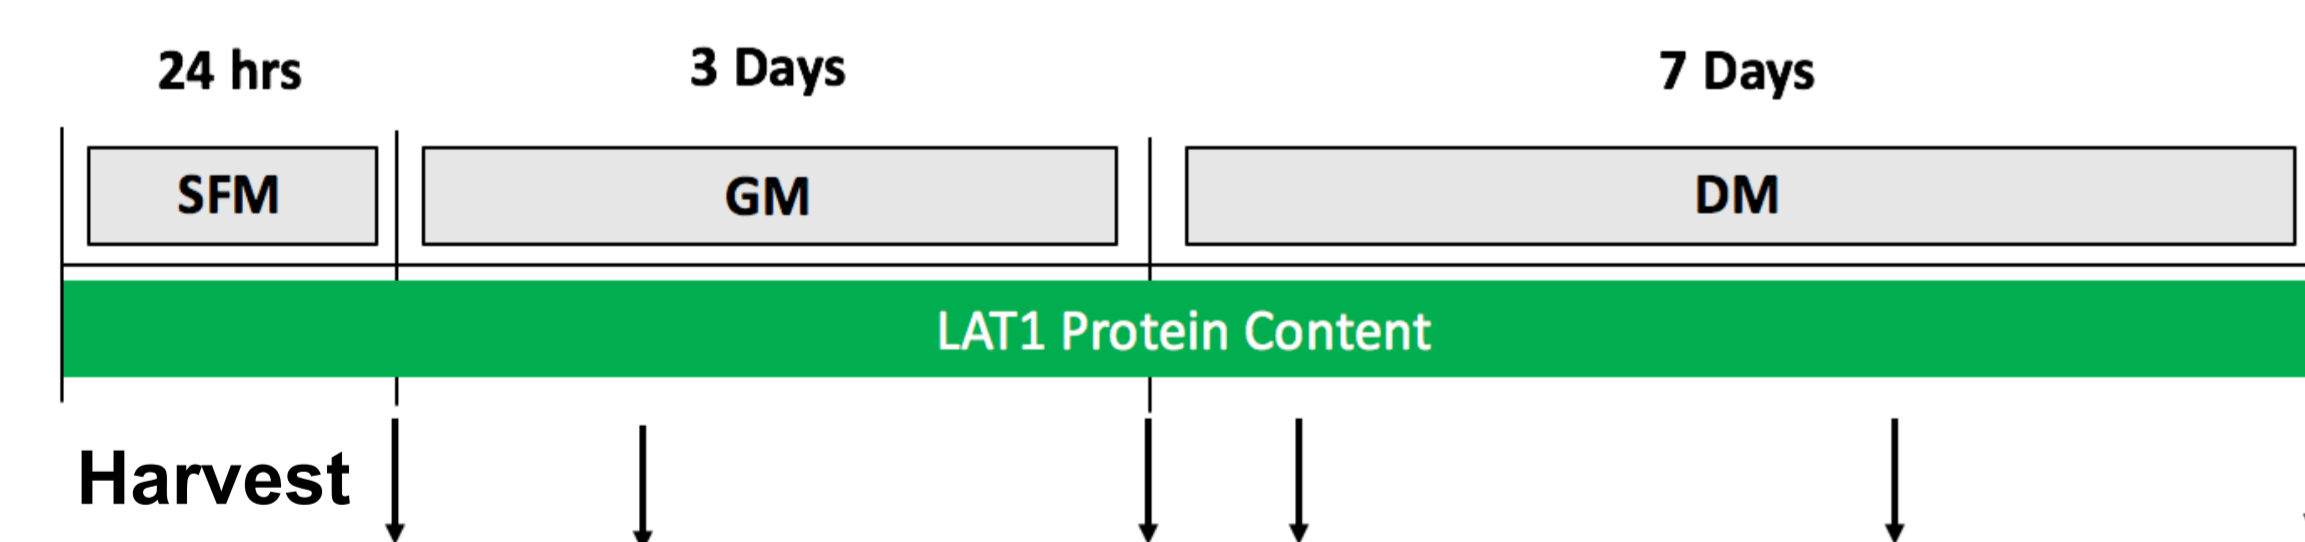 24 hrs
3 Days
7 Days
SFM
GM
DM
LAT1 Protein Content
Harvest